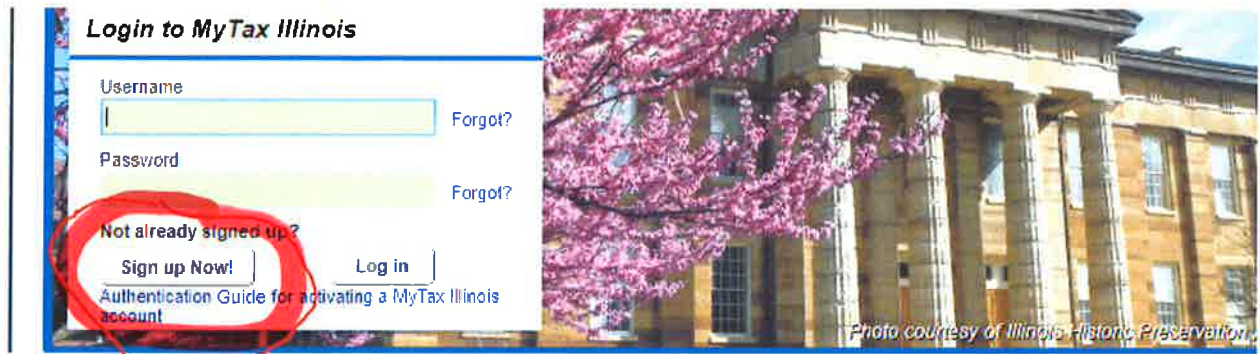 Login to MyTax Illinois
Username
Forgot?
Password
Forgot?
Not already signed up?
Sign up Now!
Log in
Authentication Guide for activating a MyTax Illinois
account
Photo courtesy of Illinois Historic Preservation